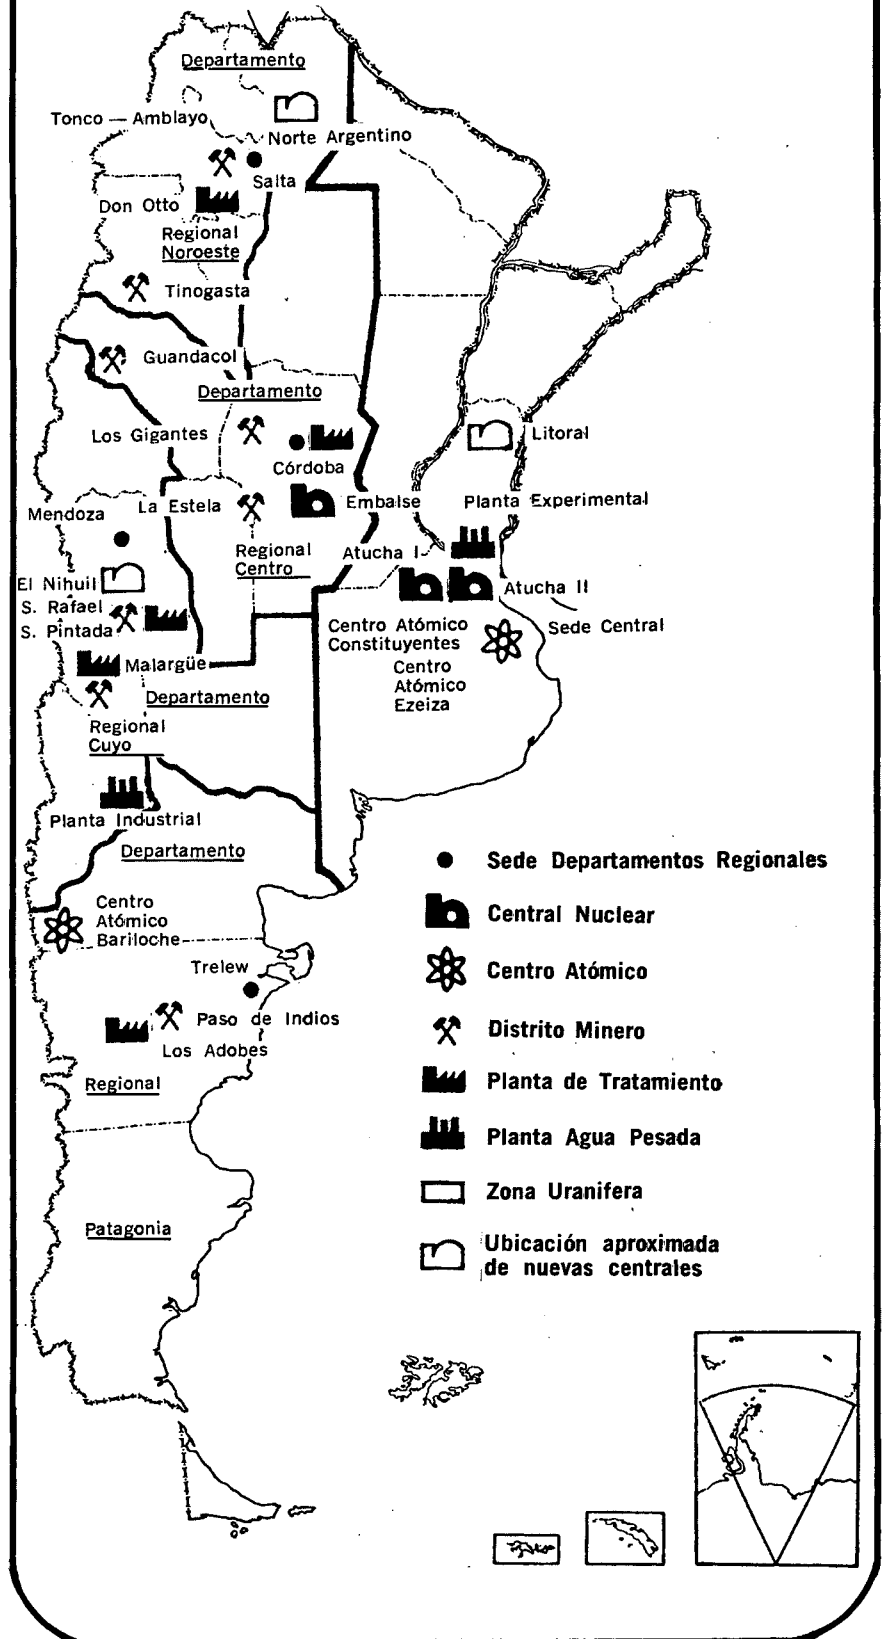 Departamento
Tonco — Amblayo
Norte Argentino
Salta
Don Otto
Regional
Noroeste
Tinogasta
Guandacol
Departamento
Los Gigantes
Córdoba
Litoral
La Estela
Embalse
Planta Experimental
Mendoza
Regional
Centro
Atucha I
El Nihuil
Atucha II
S. Rafael
S. Pintada
Centro Atómico
Constituyentes
Sede Central
Malargüe
Centro
Atómico
Ezeiza
Departamento
Regional
Cuyo
Planta Industrial
Departamento
Centro
Atómico
Bariloche
Trelew
Paso de Indios
Los Adobes
Regional
Patagonia
Sede Departamentos Regionales
Central Nuclear
Centro Atómico
Distrito Minero
Planta de Tratamiento
Planta Agua Pesada
Zona Uranifera
Ubicación aproximada
de nuevas centrales